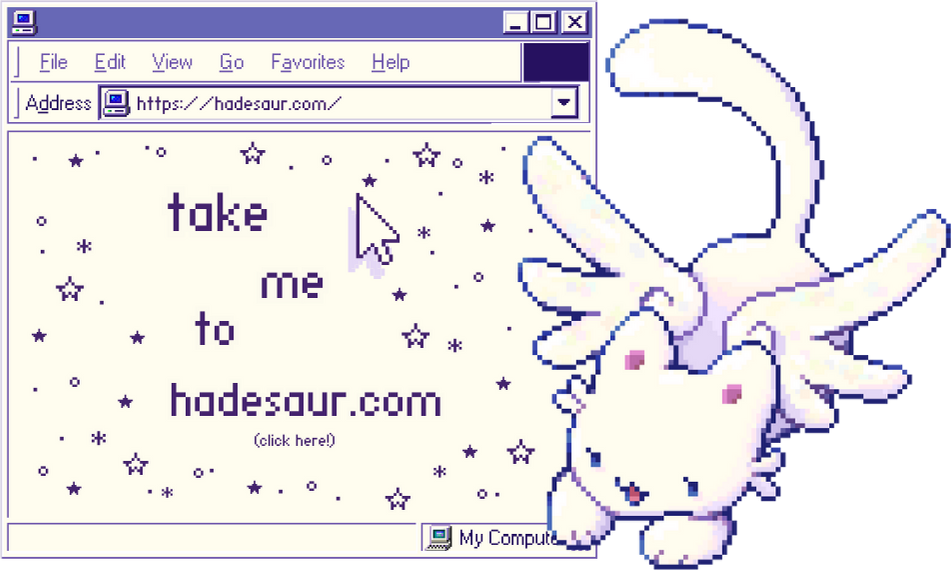 File Edit View Go Favorites Help
Address https://hadesaur.com/
take
me
to
hadesaur.com
(click here!)
My Compute